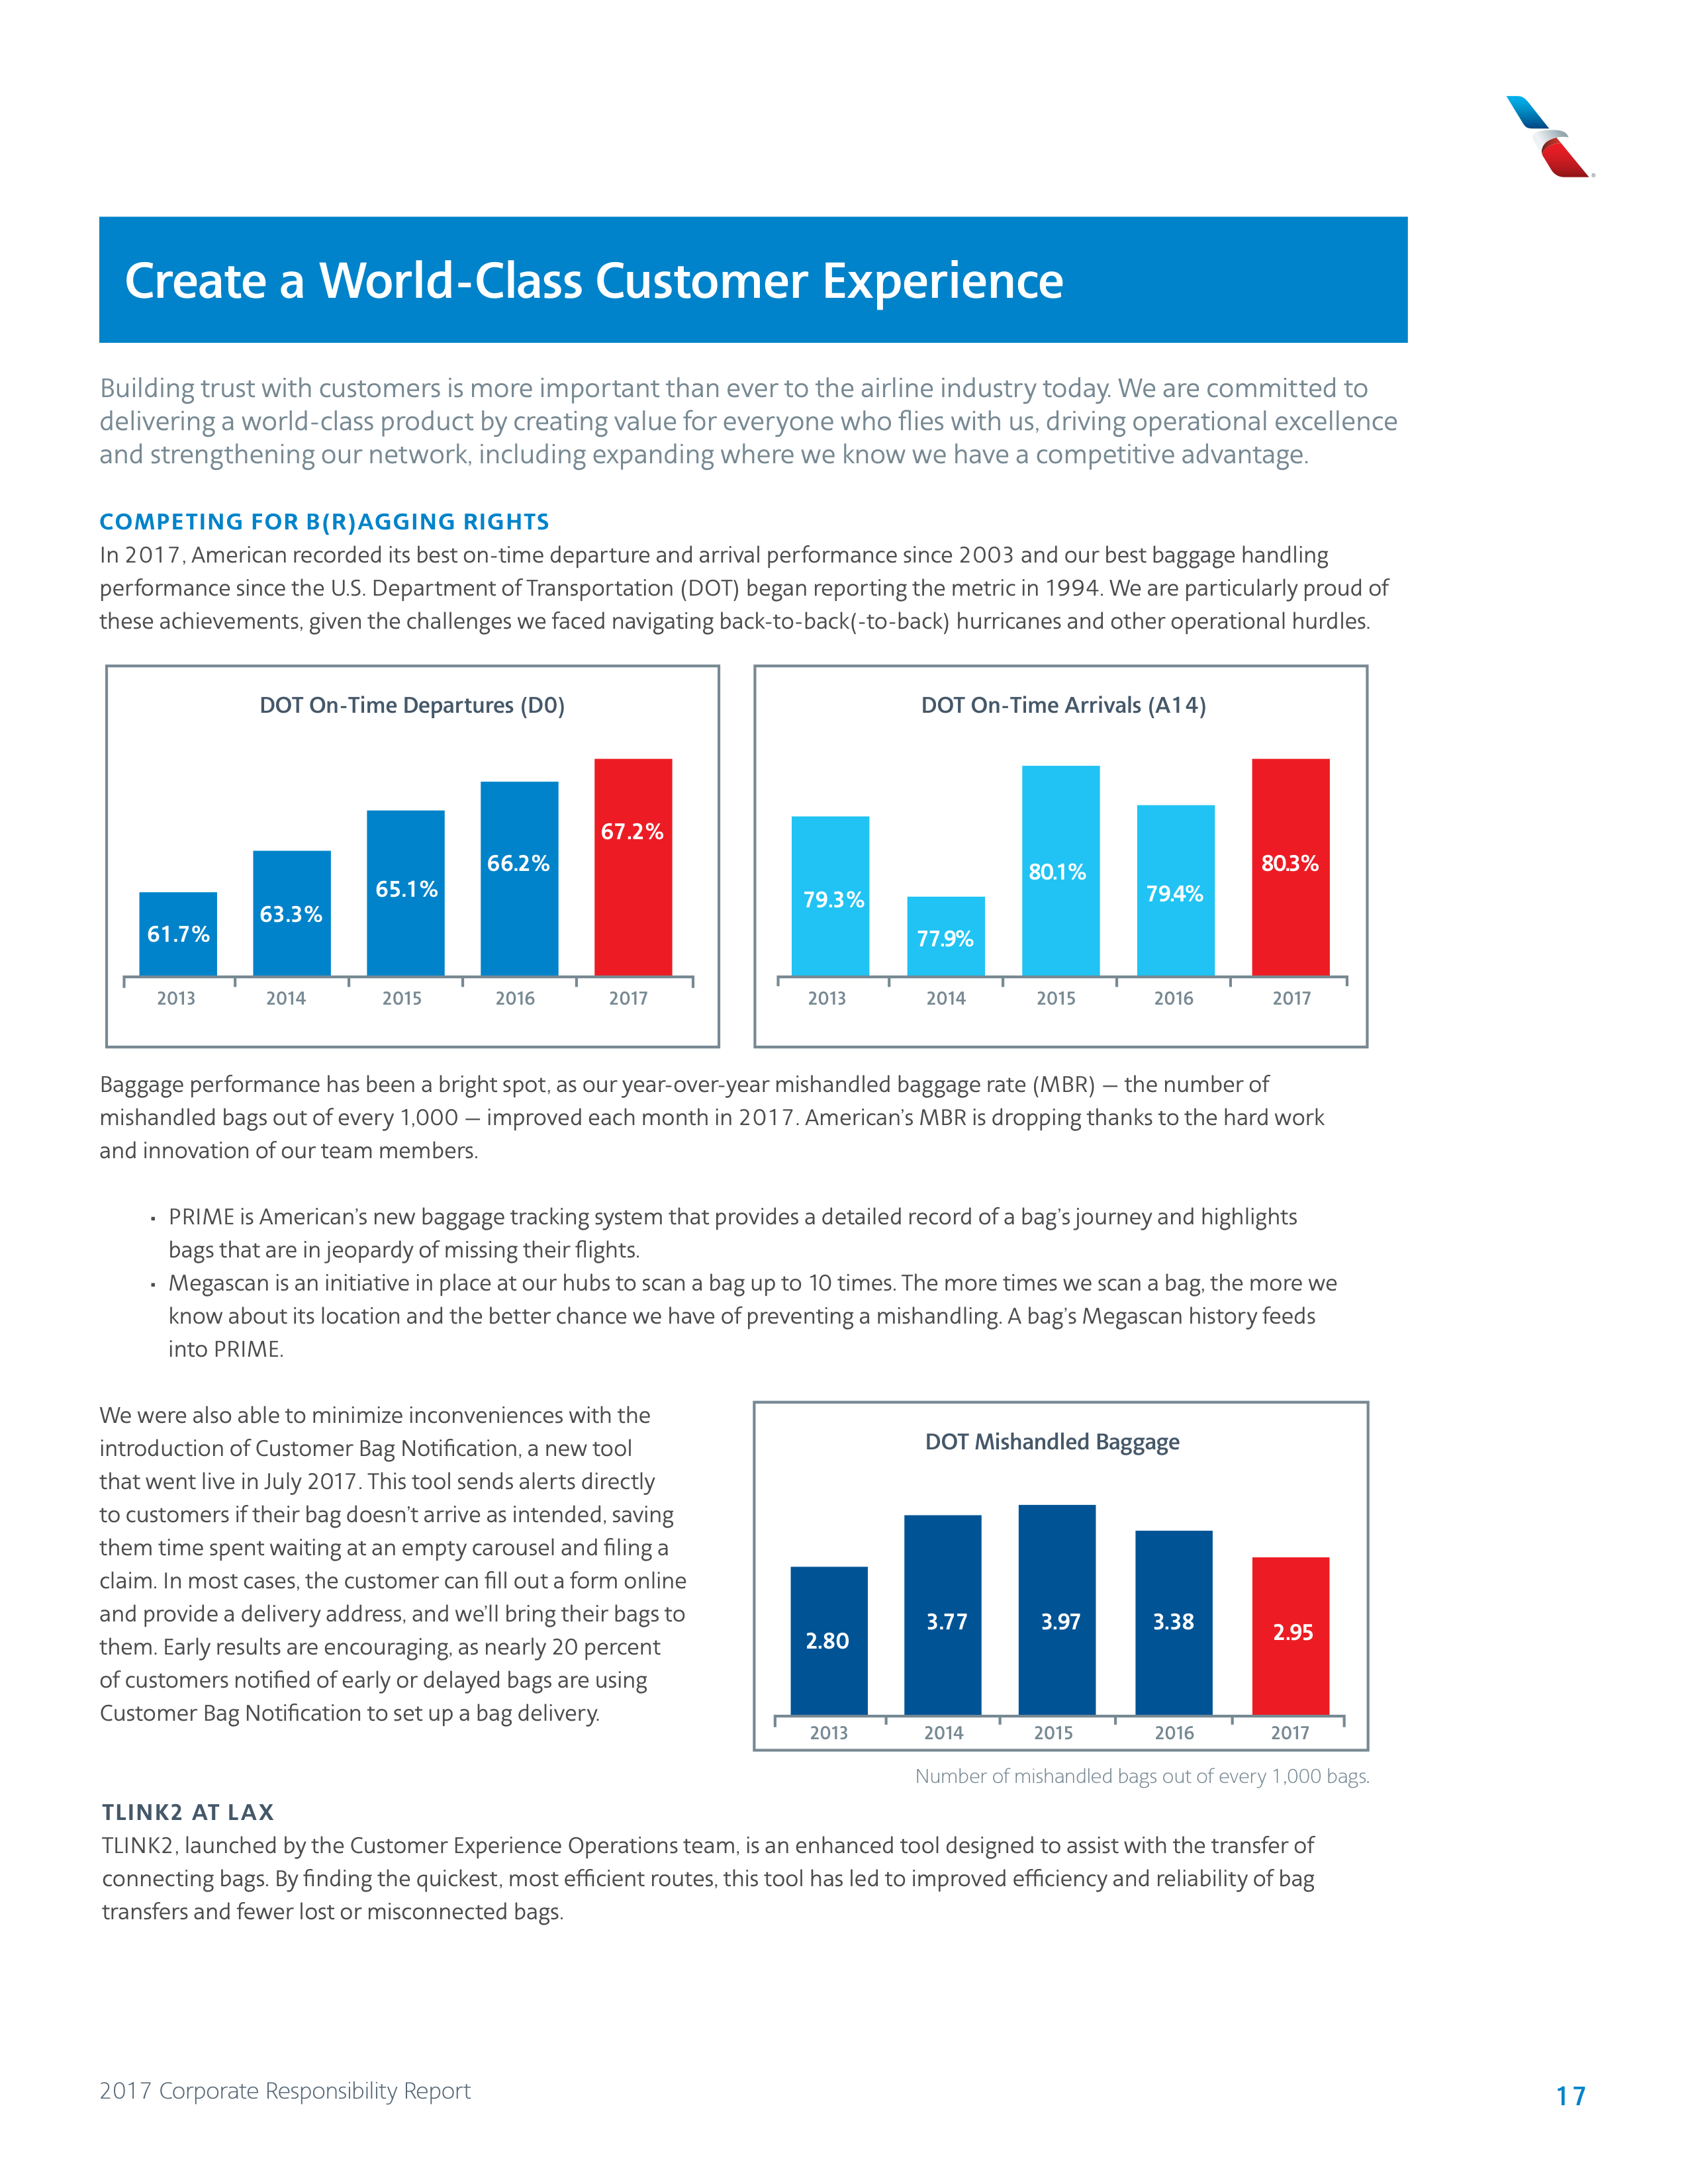 Create a World-Class Customer Experience
Building trust with customers is more important than ever to the airline industry today. We are committed to
delivering a world-class product by creating value for everyone who flies with us, driving operational excellence
and strengthening our network, including expanding where we know we have a competitive advantage.
COMPETING FOR B(R)AGGING RIGHTS
In 2017, American recorded its best on-time departure and arrival performance since 2003 and our best baggage handling
performance since the U.S. Department of Transportation (DOT) began reporting the metric in 1994. We are particularly proud of
these achievements, given the challenges we faced navigating back-to-back(-to-back) hurricanes and other operational hurdles.
DOT On-Time Departures (D0)
61.7%
63.3%
65.1%
66.2%
67.2%
2013
2014
2015
2016
2017
DOT On-Time Arrivals (A14)
79.3%
77.9%
80.1%
79.4%
80.3%
2013
2014
2015
2016
2017
Baggage performance has been a bright spot, as our year-over-year mishandled baggage rate (MBR) — the number of
mishandled bags out of every 1,000 — improved each month in 2017. American’s MBR is dropping thanks to the hard work
and innovation of our team members.
• PRIME is American’s new baggage tracking system that provides a detailed record of a bag’s journey and highlights
bags that are in jeopardy of missing their flights.
• Megascan is an initiative in place at our hubs to scan a bag up to 10 times. The more times we scan a bag, the more we
know about its location and the better chance we have of preventing a mishandling. A bag’s Megascan history feeds
into PRIME.
We were also able to minimize inconveniences with the
introduction of Customer Bag Notification, a new tool
that went live in July 2017. This tool sends alerts directly
to customers if their bag doesn’t arrive as intended, saving
them time spent waiting at an empty carousel and filing a
claim. In most cases, the customer can fill out a form online
and provide a delivery address, and we’ll bring their bags to
them. Early results are encouraging, as nearly 20 percent
of customers notified of early or delayed bags are using
Customer Bag Notification to set up a bag delivery.
DOT Mishandled Baggage
2.80
3.77
3.97
3.38
2.95
2013
2014
2015
2016
2017
Number of mishandled bags out of every 1,000 bags.
TLINK2 AT LAX
TLINK2, launched by the Customer Experience Operations team, is an enhanced tool designed to assist with the transfer of
connecting bags. By finding the quickest, most efficient routes, this tool has led to improved efficiency and reliability of bag
transfers and fewer lost or misconnected bags.
2017 Corporate Responsibility Report
17